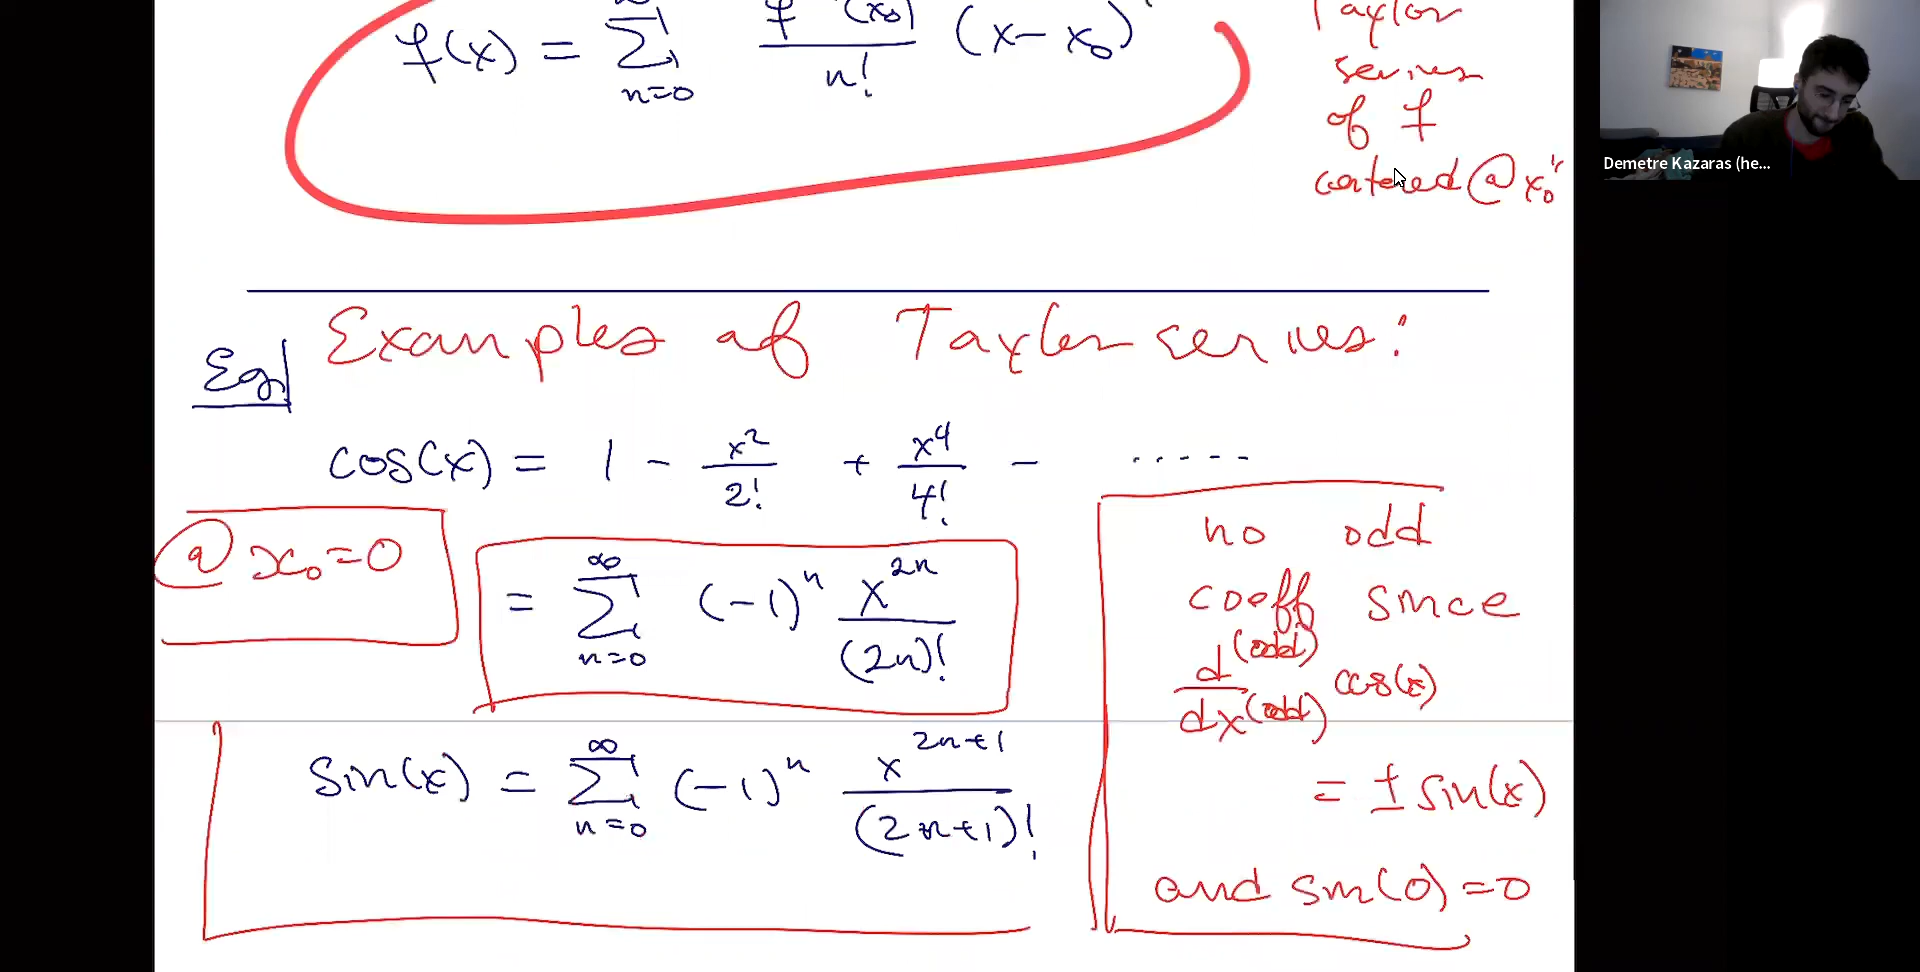 f(x) = ∑ n=0 f (x₀) / n! (x - x₀)
Taylor
series
of f
centered @ x₀"
Demetre Kazaras (he...
Eg| Examples of Taylor series:
cos(x) = 1 - x²/2! + x⁴/4! - .....
@ x₀=0
= ∑ n=0 ∞ (-1)ⁿ x²ⁿ/(2n)!
no odd
coeff since
d^(odd)/dx^(odd) cos(x)
= ± sin(x)
and sin(0)=0
Sin(x) = ∑ n=0 ∞ (-1)ⁿ x²ⁿ⁺¹/(2n+1)!